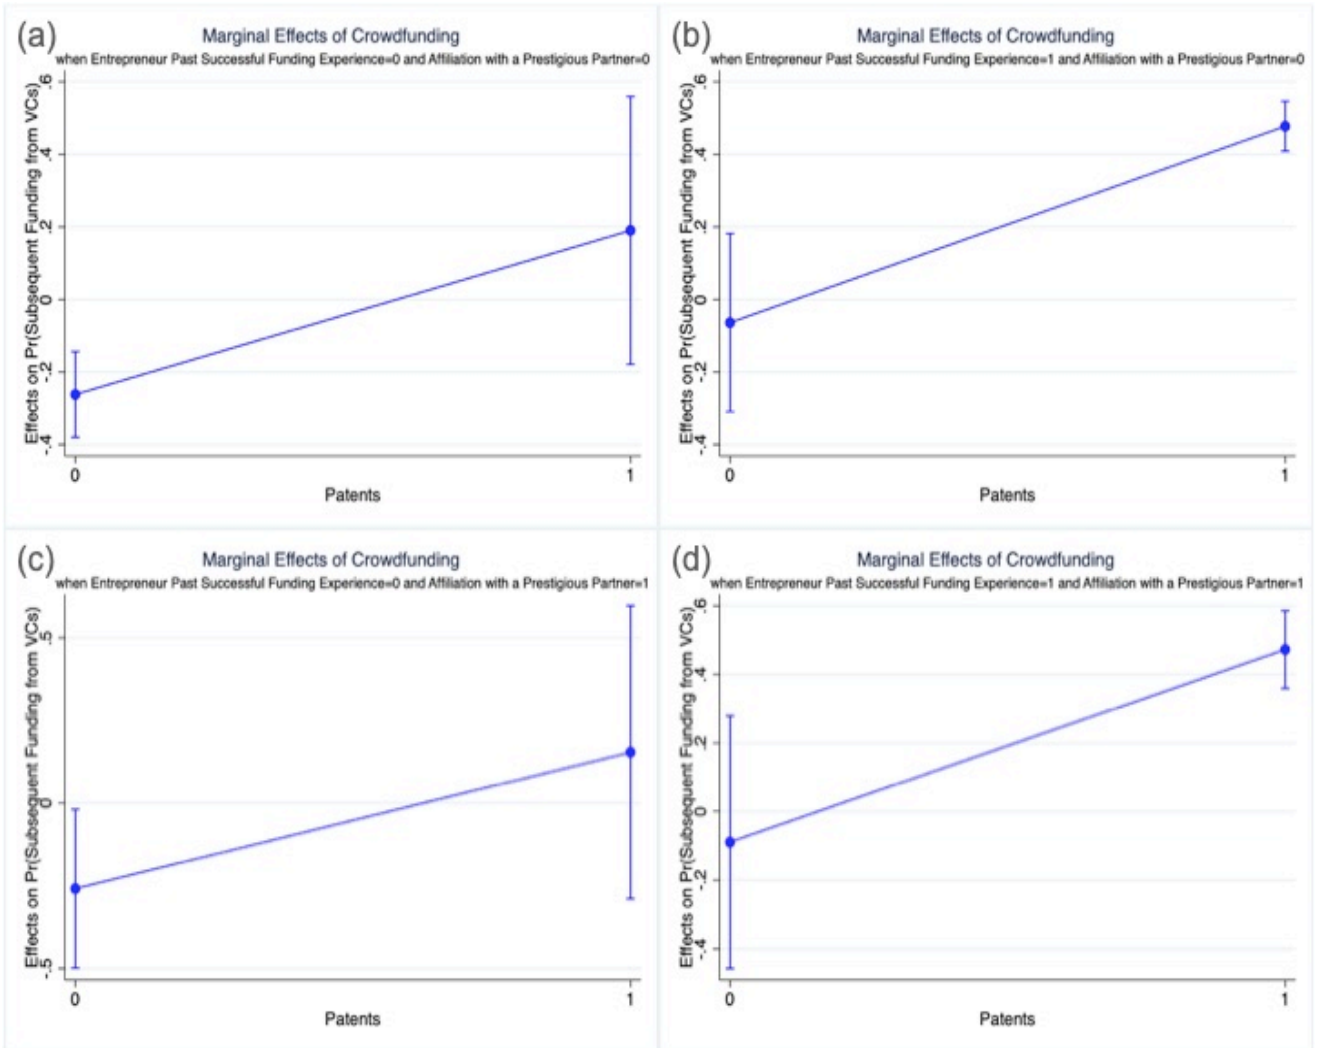 (a)
Marginal Effects of Crowdfunding
when Entrepreneur Past Successful Funding Experience=0 and Affiliation with a Prestigious Partner=0
Effects on Pr(Subsequent Funding from VCs)
.6
.4
.2
0
-.2
-.4
0
1
Patents
(b)
Marginal Effects of Crowdfunding
when Entrepreneur Past Successful Funding Experience=1 and Affiliation with a Prestigious Partner=0
Effects on Pr(Subsequent Funding from VCs)
.6
.4
.2
0
-.2
-.4
0
1
Patents
(c)
Marginal Effects of Crowdfunding
when Entrepreneur Past Successful Funding Experience=0 and Affiliation with a Prestigious Partner=1
Effects on Pr(Subsequent Funding from VCs)
.5
0
-.5
0
1
Patents
(d)
Marginal Effects of Crowdfunding
when Entrepreneur Past Successful Funding Experience=1 and Affiliation with a Prestigious Partner=1
Effects on Pr(Subsequent Funding from VCs)
.6
.4
.2
0
-.2
-.4
0
1
Patents